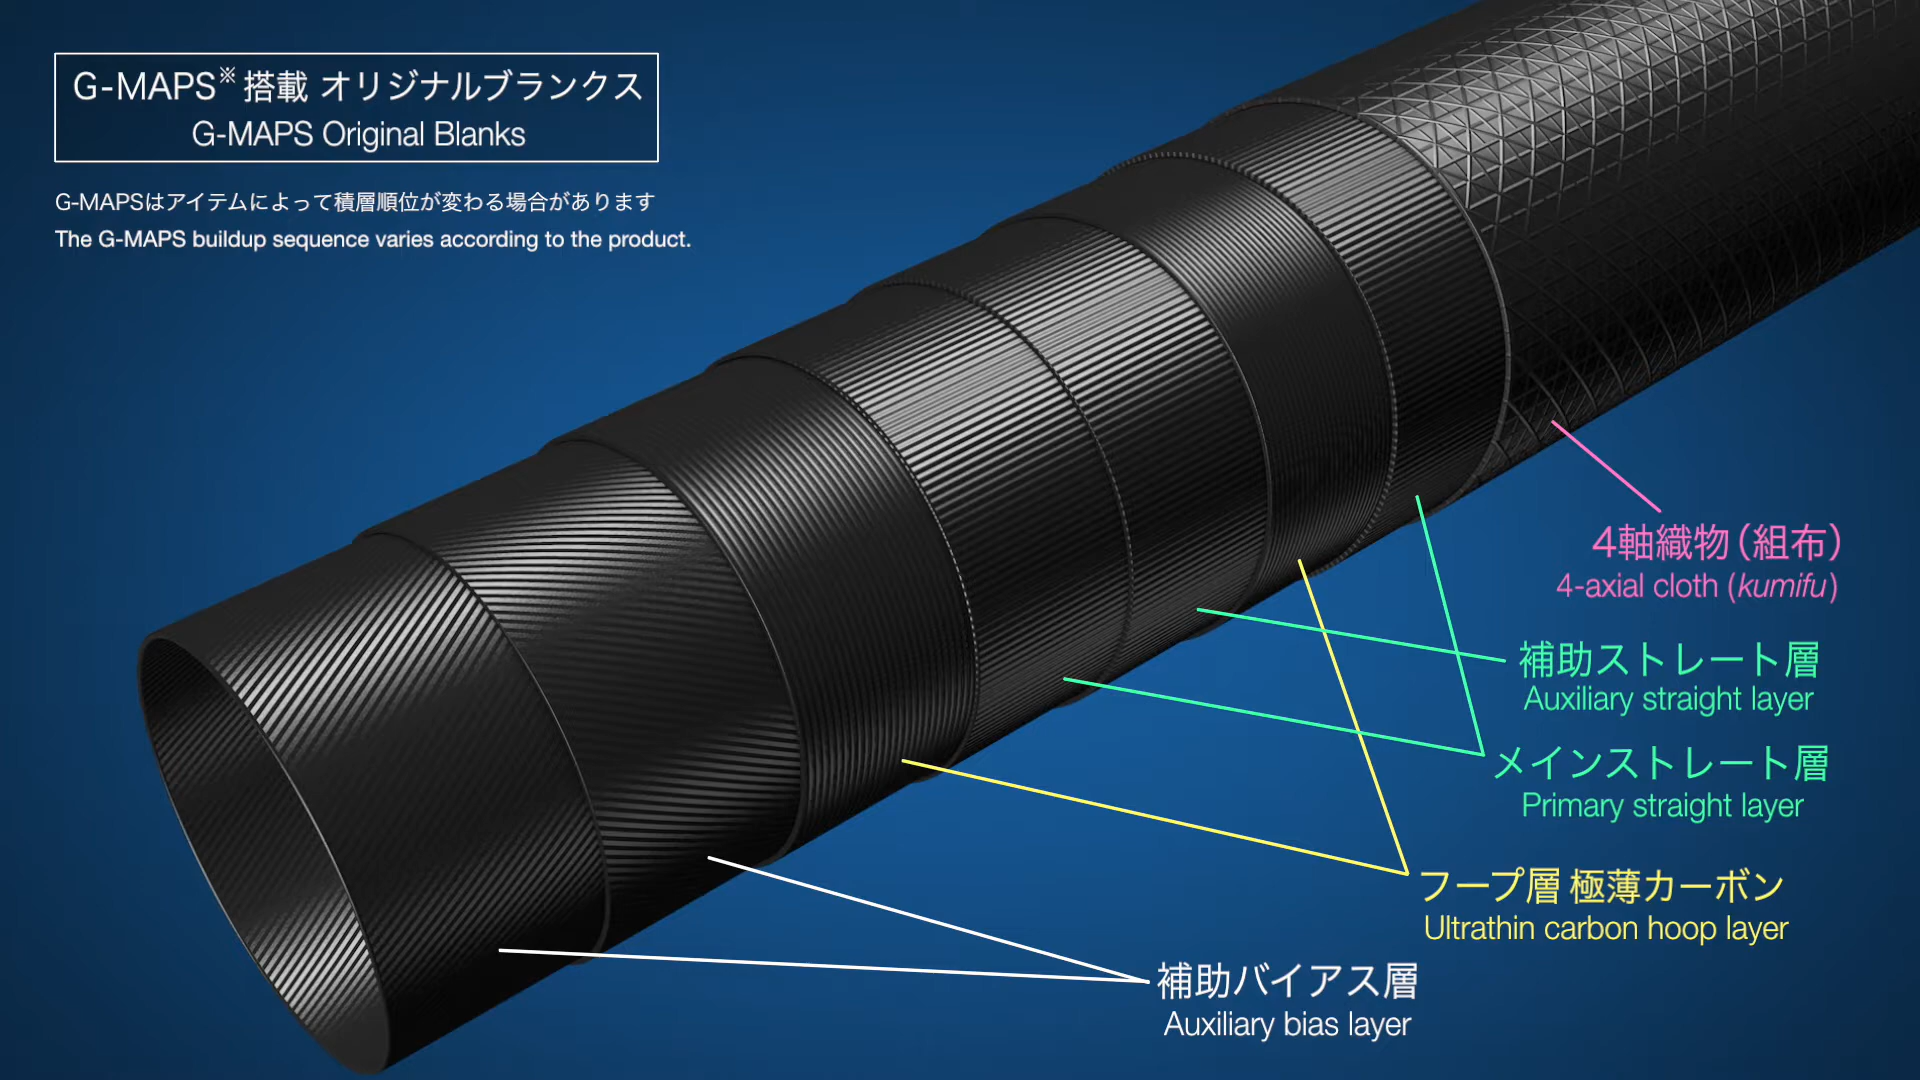 G-MAPS※搭載 オリジナルブランクス
G-MAPS Original Blanks
G-MAPSはアイテムによって積層順位が変わる場合があります
The G-MAPS buildup sequence varies according to the product.
4軸織物（組布）
4-axial cloth (kumifu)
補助ストレート層
Auxiliary straight layer
メインストレート層
Primary straight layer
フープ層 極薄カーボン
Ultrathin carbon hoop layer
補助バイアス層
Auxiliary bias layer